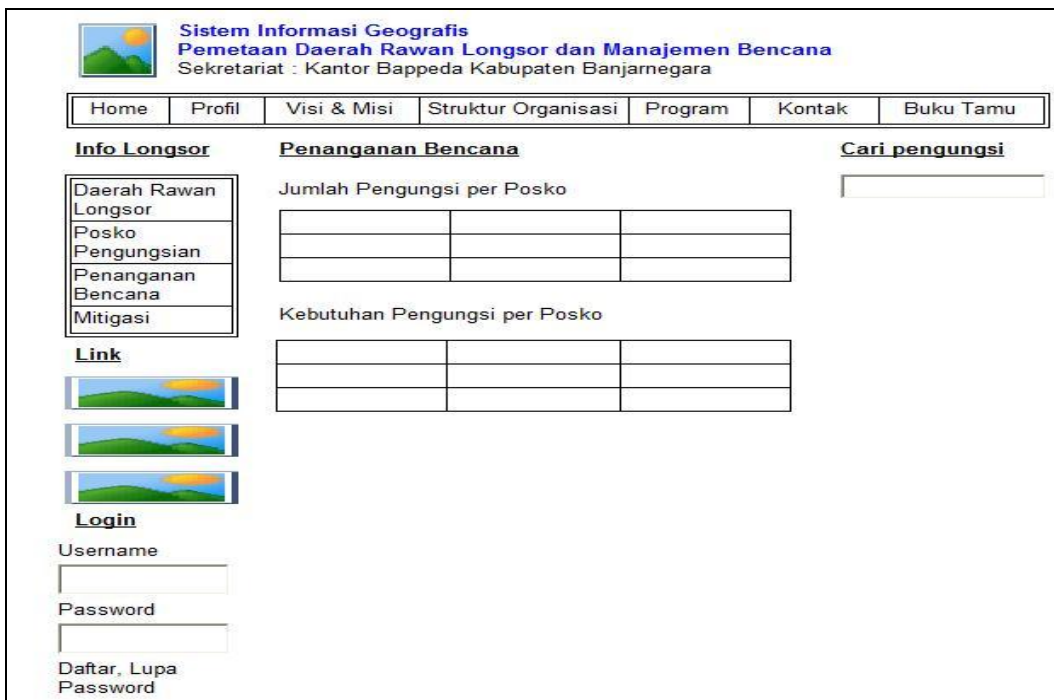 Sistem Informasi Geografis
Pemetaan Daerah Rawan Longsor dan Manajemen Bencana
Sekretariat : Kantor Bappeda Kabupaten Banjarnegara
Home Profil Visi & Misi Struktur Organisasi Program Kontak Buku Tamu
Info Longsor
Daerah Rawan
Longsor
Posko
Pengungsian
Penanganan
Bencana
Mitigasi
Link
Login
Username
Password
Daftar, Lupa
Password
Penanganan Bencana
Jumlah Pengungsi per Posko
Kebutuhan Pengungsi per Posko
Cari pengungsi